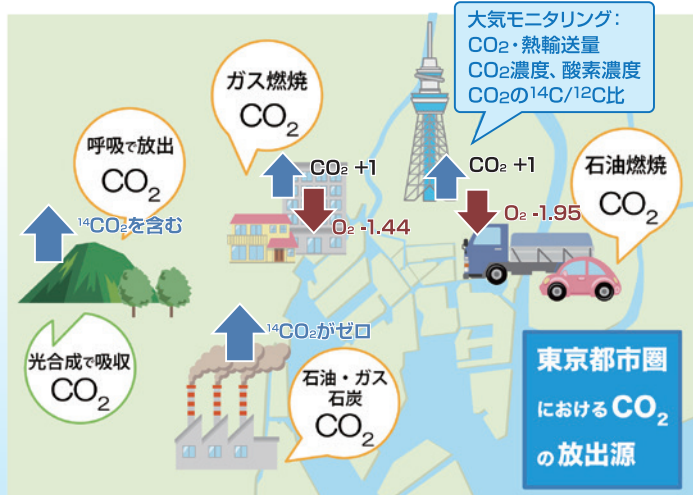 大気モニタリング：
CO₂・熱輸送量
CO₂濃度、酸素濃度
CO₂の¹⁴C/¹²C比
ガス燃焼
CO₂
呼吸で放出
CO₂
CO₂ +1
CO₂ +1
石油燃焼
CO₂
¹⁴CO₂を含む
O₂ -1.44
O₂ -1.95
¹⁴CO₂がゼロ
光合成で吸収
CO₂
石油・ガス
石炭
CO₂
東京都市圏
におけるCO₂
の放出源